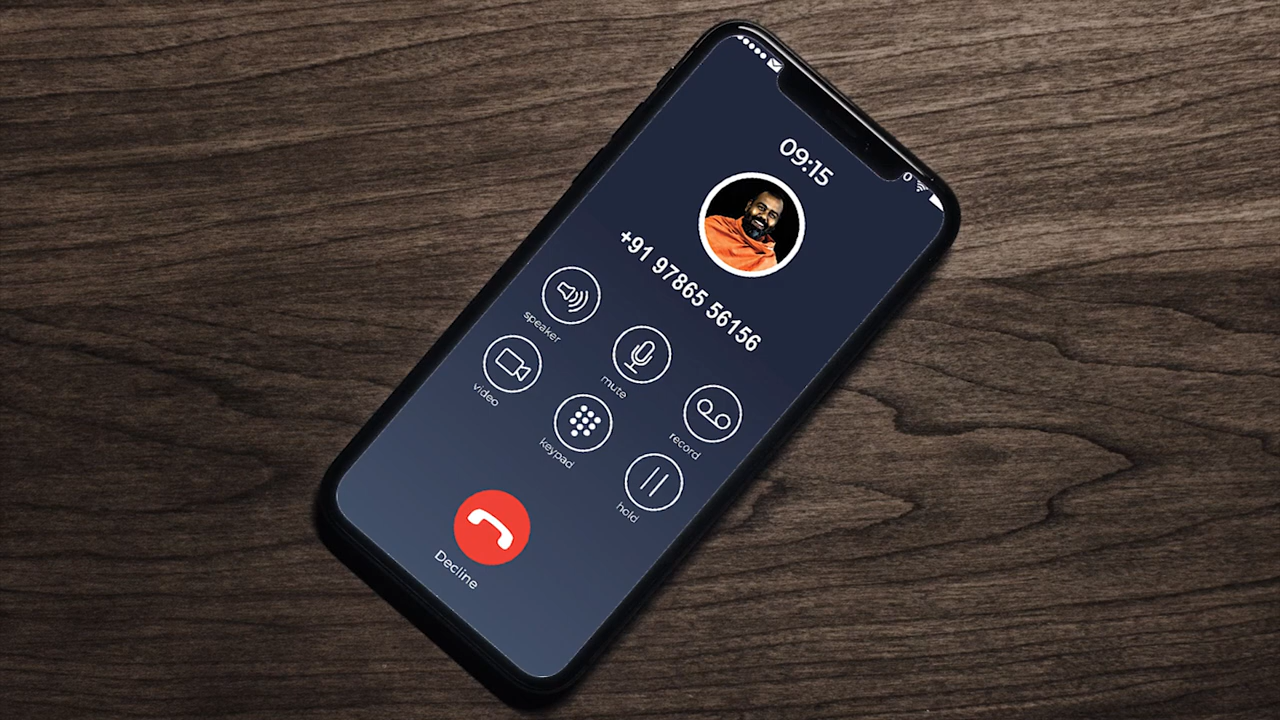 09:15
+91 97865 56156
speaker
mute
record
video
keypad
hold
Decline